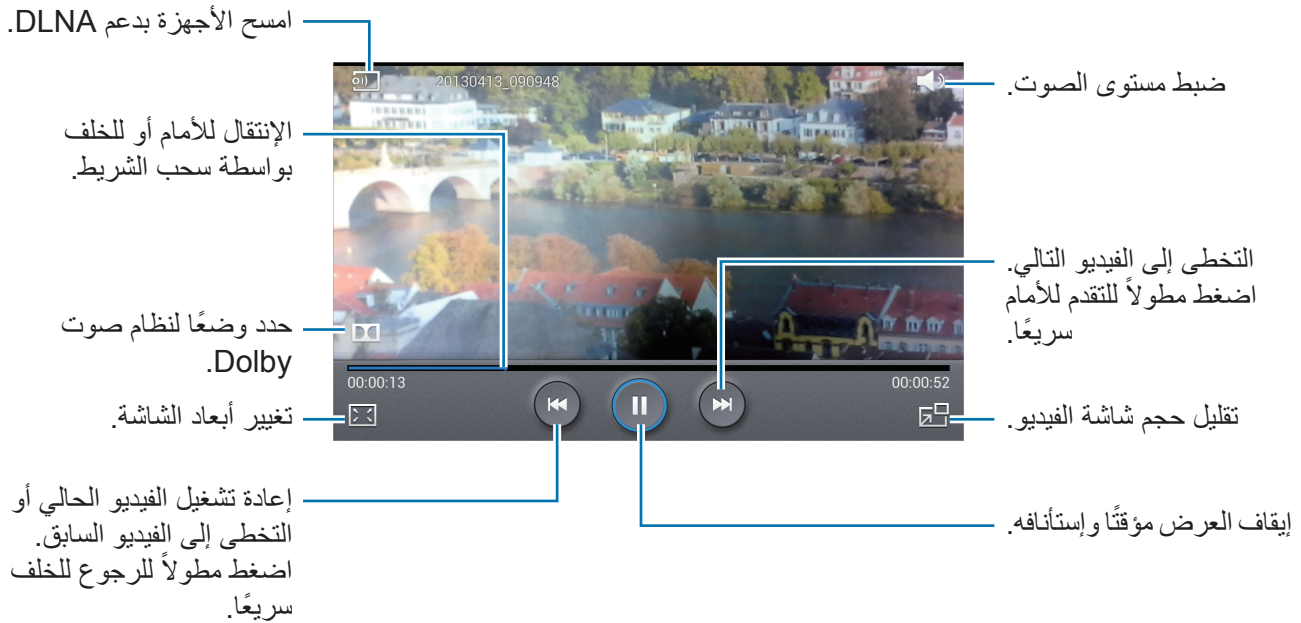 امسح الأجهزة بدعم DLNA.
20130413_090948
ضبط مستوى الصوت.
الإنتقال للأمام أو للخلف
بواسطة سحب الشريط.
التخطى إلى الفيديو التالي.
اضغط مطولاً للتقدم للأمام
سريعًا.
حدد وضعًا لنظام صوت
Dolby.
00:00:13
00:00:52
تغيير أبعاد الشاشة.
تقليل حجم شاشة الفيديو.
إعادة تشغيل الفيديو الحالي أو
التخطى إلى الفيديو السابق.
اضغط مطولاً للرجوع للخلف
سريعًا.
إيقاف العرض مؤقتًا وإستأنافه.